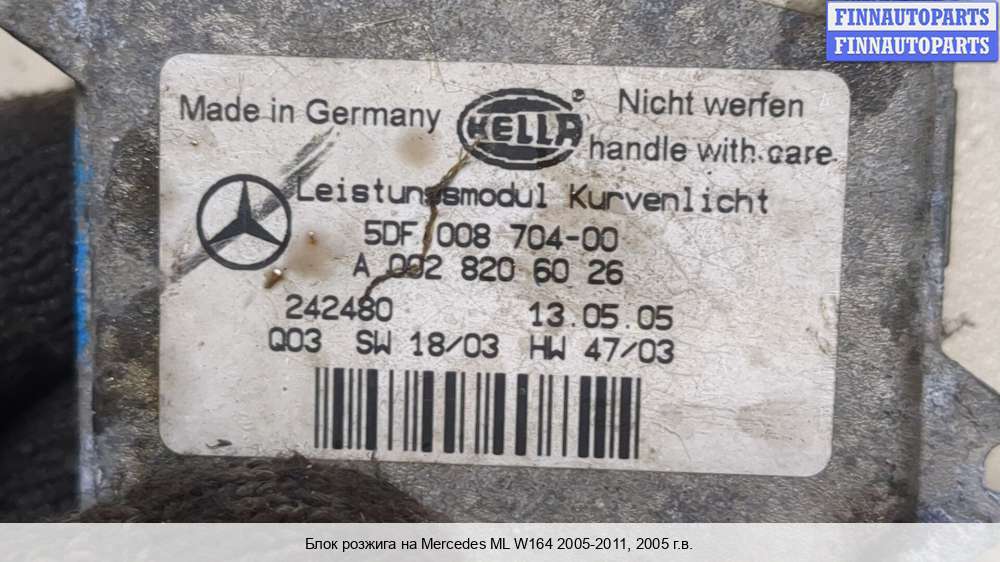 FINNAUTOPARTS
FINNAUTOPARTS
Made in Germany
HELLA
®
Nicht werfen
handle with care
Leistungsmodul Kurvenlicht
5DF 008 704-00
A 002 820 60 26
242480 13.05.05
Q03 SW 18/03 HW 47/03
Блок розжига на Mercedes ML W164 2005-2011, 2005 г.в.